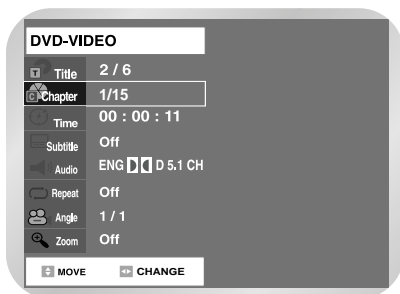 DVD-VIDEO
T Title 2 / 6
C Chapter 1/15
Time 00 : 00 : 11
Subtitle Off
Audio ENG D 5.1 CH
Repeat Off
Angle 1 / 1
Zoom Off
MOVE CHANGE